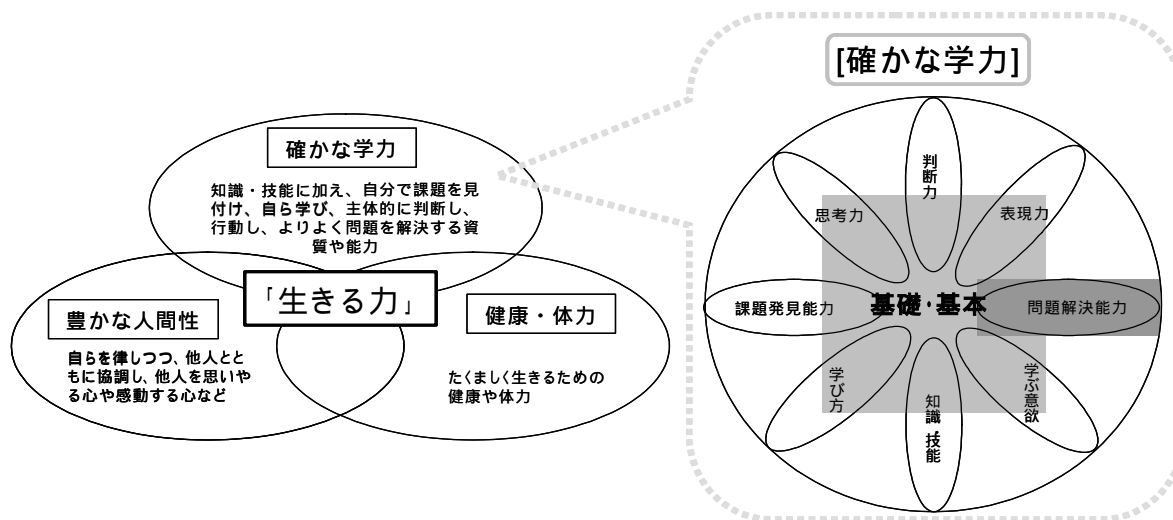 確かな学力
知識・技能に加え、自分で課題を見
付け、自ら学び、主体的に判断し、
行動し、よりよく問題を解決する資
質や能力
「生きる力」
豊かな人間性
自らを律しつつ、他人とと
もに協調し、他人を思いや
る心や感動する心など
健康・体力
たくましく生きるための
健康や体力
[確かな学力]
判断力
思考力
表現力
課題発見能力
基礎・基本
問題解決能力
学び方
知識・技能
学ぶ意欲